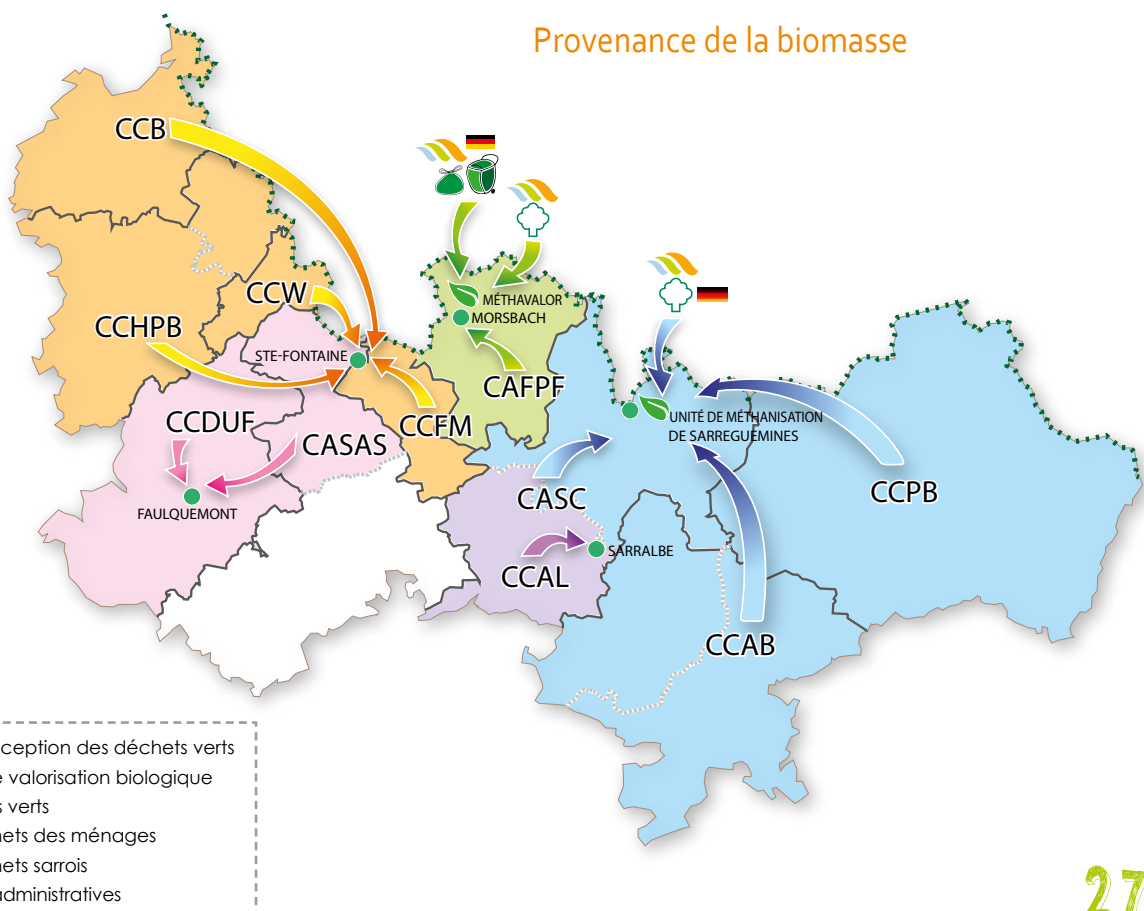 Provenance de la biomasse
CCB
CCW
MÉTHAVALOR
MORSBACH
CCHPB
STE-FONTAINE
CAFPF
CCDUF
CCFM
UNITÉ DE MÉTHANISATION
DE SARREGUEMINES
CASAS
CASC
CCPB
FAULQUEMONT
SARRALBE
CCAL
CCAB
ception des déchets verts
e valorisation biologique
s verts
hets des ménages
hets sarrois
administratives
27